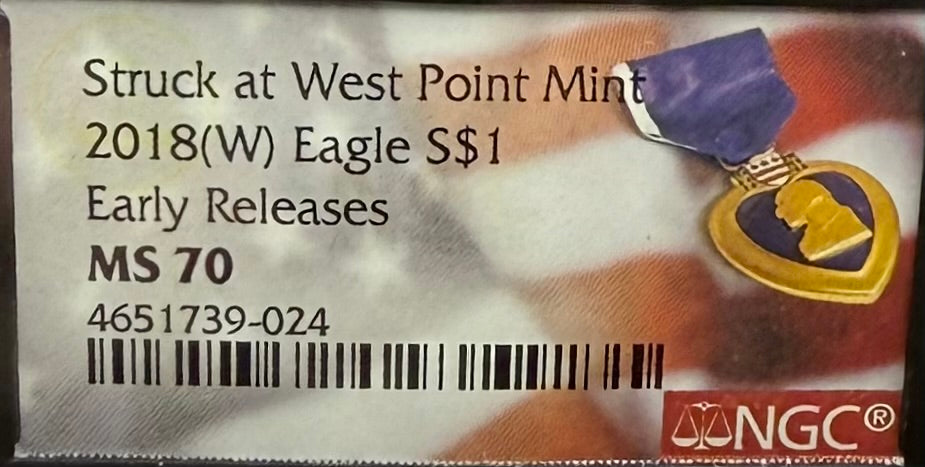 Struck at West Point Mint
2018(W) Eagle S$1
Early Releases
MS 70
4651739-024
NGC®